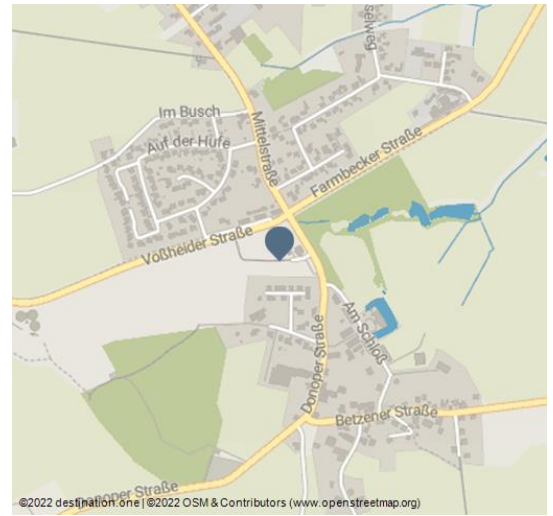 selweg
Im Busch
Mittelstraße
Auf der Hufe
Farmbecker Straße
Voßheider Straße
Am Schloß
Donoper Straße
Betzener Straße
Donoper Straße
©2022 destination.one | ©2022 OSM & Contributors (www.openstreetmap.org)